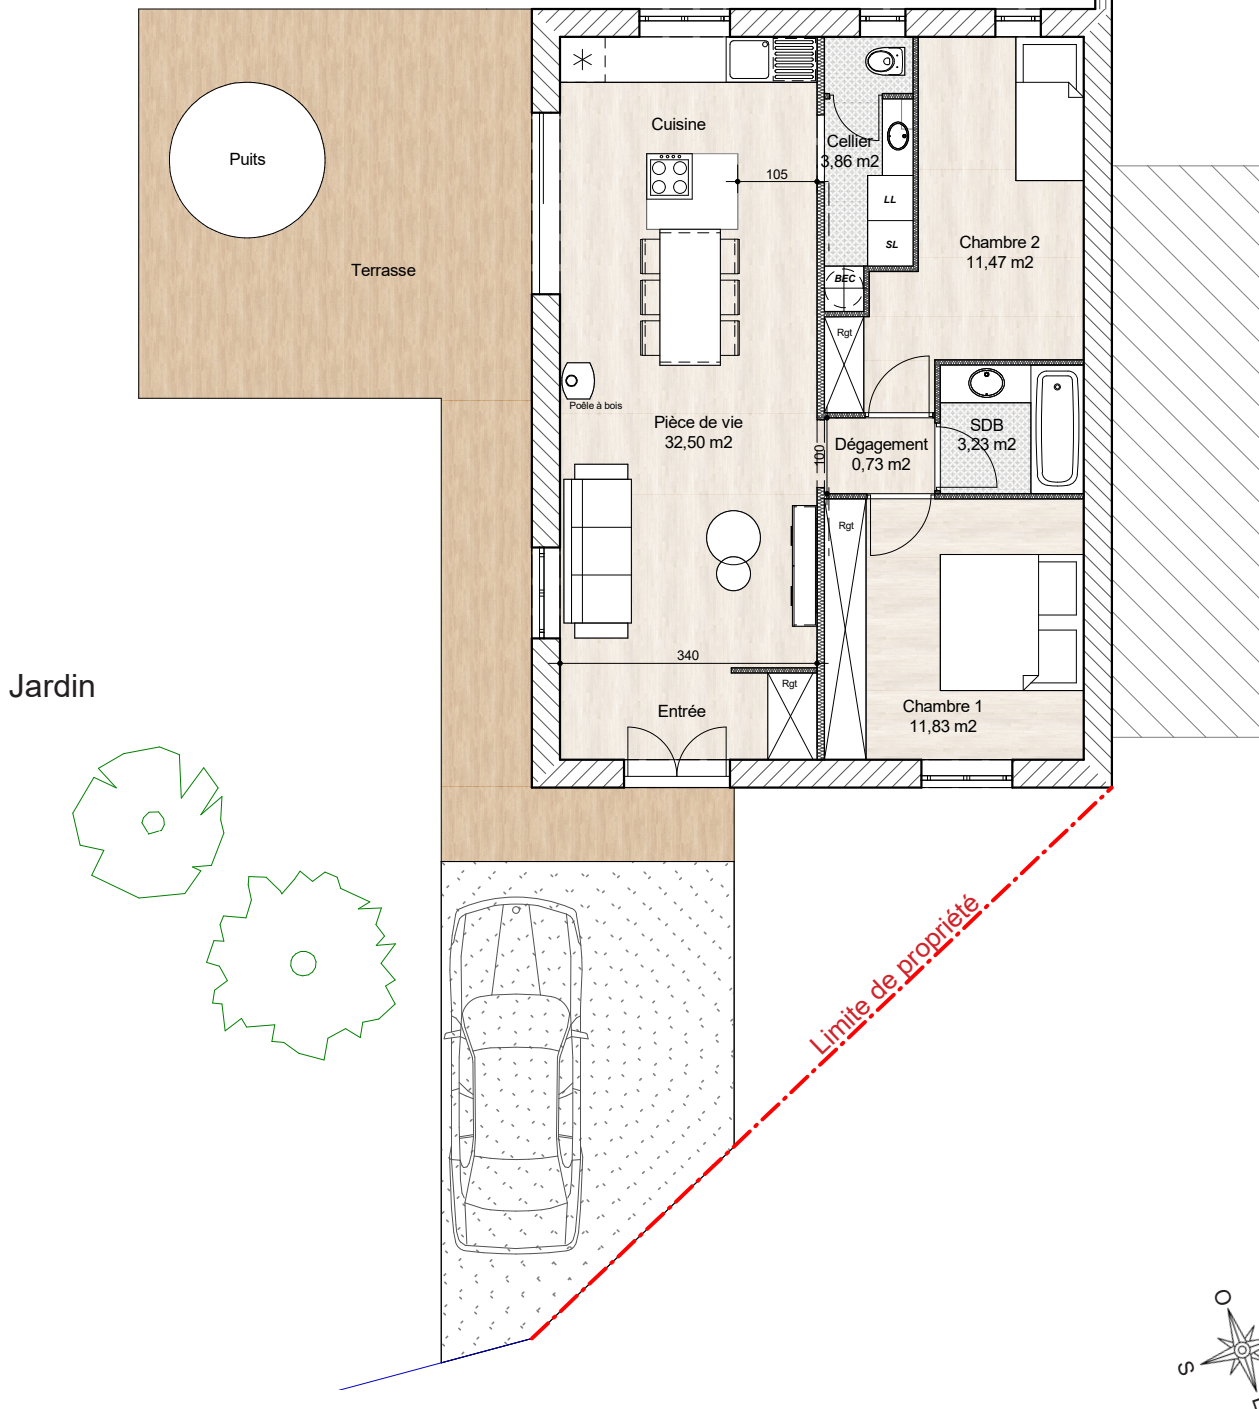 Puits
Terrasse
Cuisine
105
Cellier
3,86 m2
LL
SL
BEC
Rgt
Chambre 2
11,47 m2
Poêle à bois
Pièce de vie
32,50 m2
100
Dégagement
0,73 m2
SDB
3,23 m2
Rgt
340
Entrée
Rgt
Chambre 1
11,83 m2
Jardin
Limite de propriété
O
S